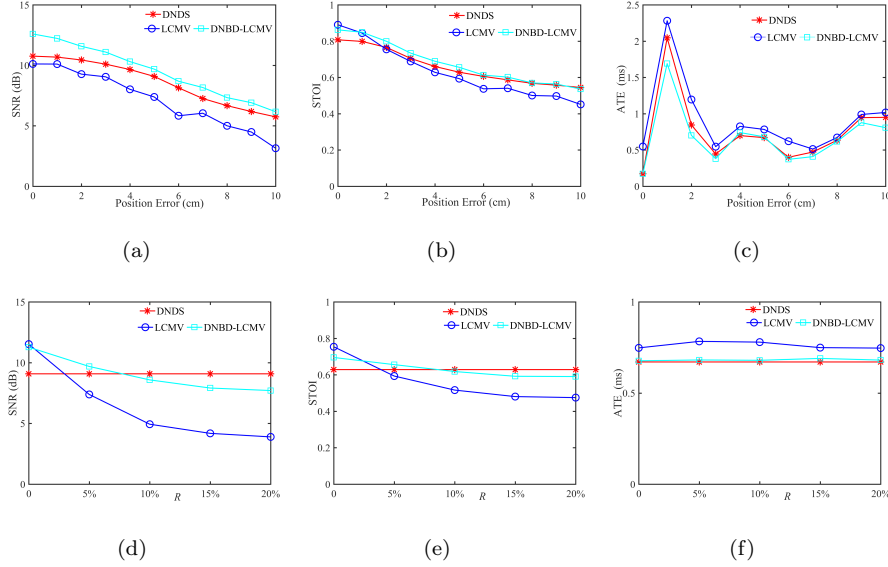 DNDS
LCMV
DNBD-LCMV
SNR (dB)
15
10
5
0
0
2
4
6
8
10
Position Error (cm)
(a)
DNDS
LCMV
DNBD-LCMV
STOI
1
0.8
0.6
0.4
0.2
0
0
2
4
6
8
10
Position Error (cm)
(b)
DNDS
LCMV
DNBD-LCMV
ATE (ms)
2.5
2
1.5
1
0.5
0
0
2
4
6
8
10
Position Error (cm)
(c)
DNDS
LCMV
DNBD-LCMV
SNR (dB)
15
10
5
0
0
5%
10%
R
15%
20%
(d)
DNDS
LCMV
DNBD-LCMV
STOI
1
0.8
0.6
0.4
0.2
0
0
5%
10%
R
15%
20%
(e)
DNDS
LCMV
DNBD-LCMV
ATE (ms)
1
0.5
0
0
5%
10%
R
15%
20%
(f)